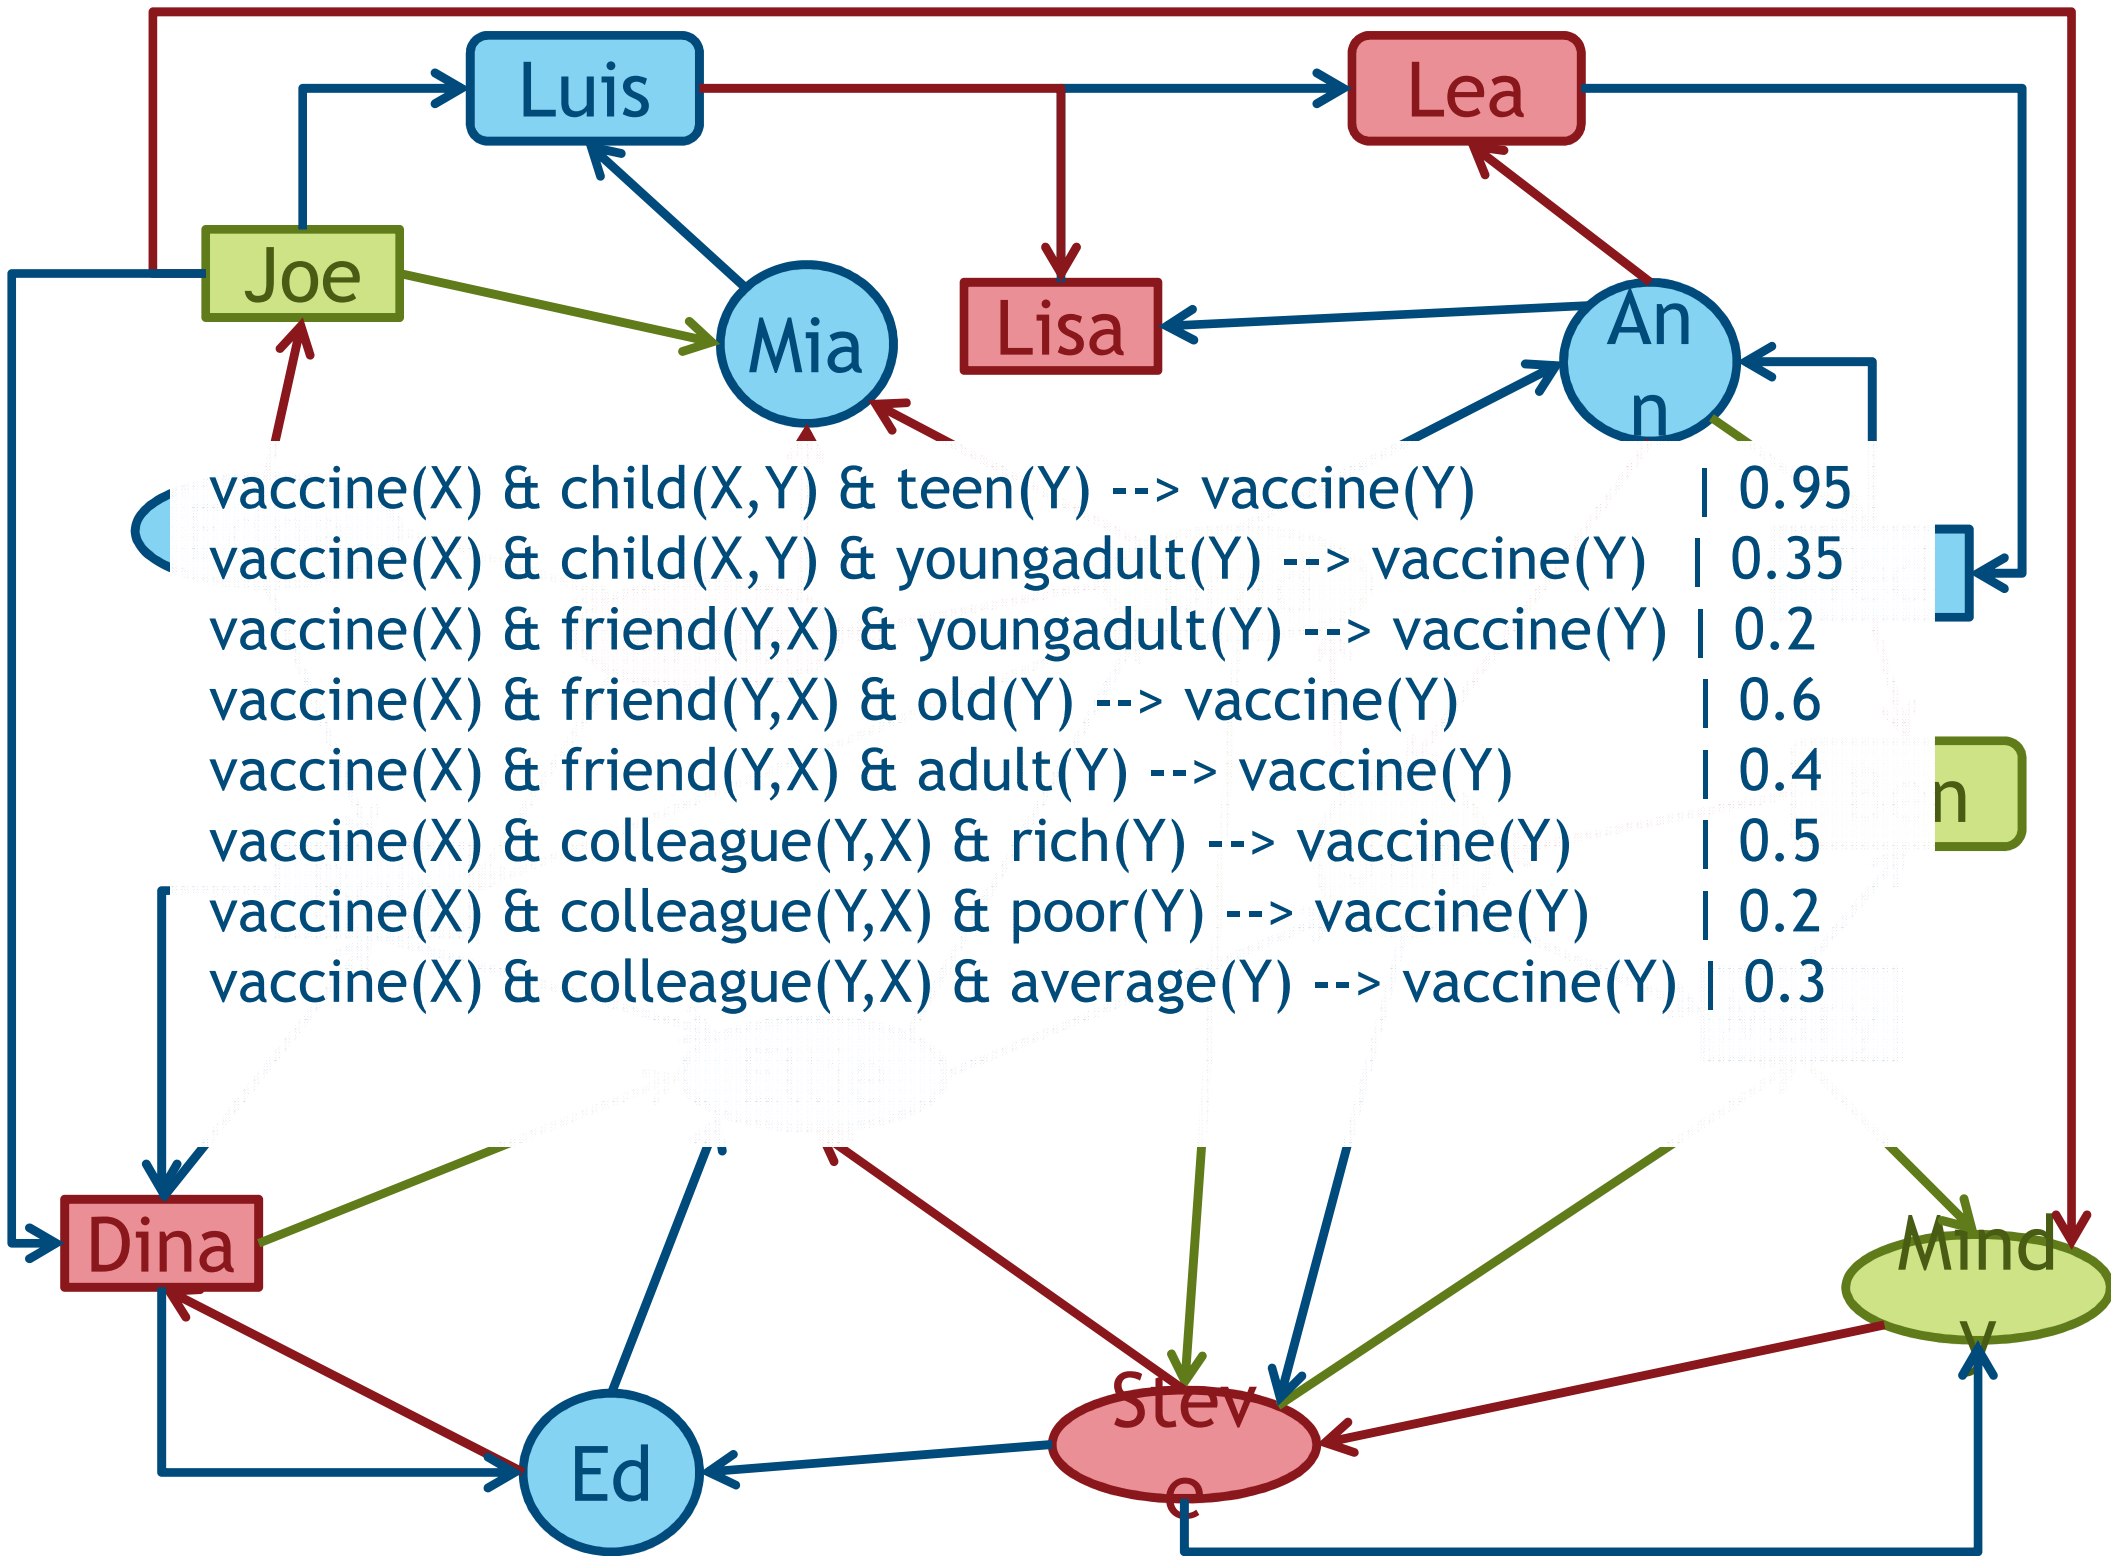 Luis
Lea
Joe
Mia
Lisa
An
n
vaccine(X) & child(X,Y) & teen(Y) --> vaccine(Y) | 0.95
vaccine(X) & child(X,Y) & youngadult(Y) --> vaccine(Y) | 0.35
vaccine(X) & friend(Y,X) & youngadult(Y) --> vaccine(Y) | 0.2
vaccine(X) & friend(Y,X) & old(Y) --> vaccine(Y) | 0.6
vaccine(X) & friend(Y,X) & adult(Y) --> vaccine(Y) | 0.4
n
vaccine(X) & colleague(Y,X) & rich(Y) --> vaccine(Y) | 0.5
vaccine(X) & colleague(Y,X) & poor(Y) --> vaccine(Y) | 0.2
vaccine(X) & colleague(Y,X) & average(Y) --> vaccine(Y) | 0.3
Dina
Mind
y
Stev
e
Ed